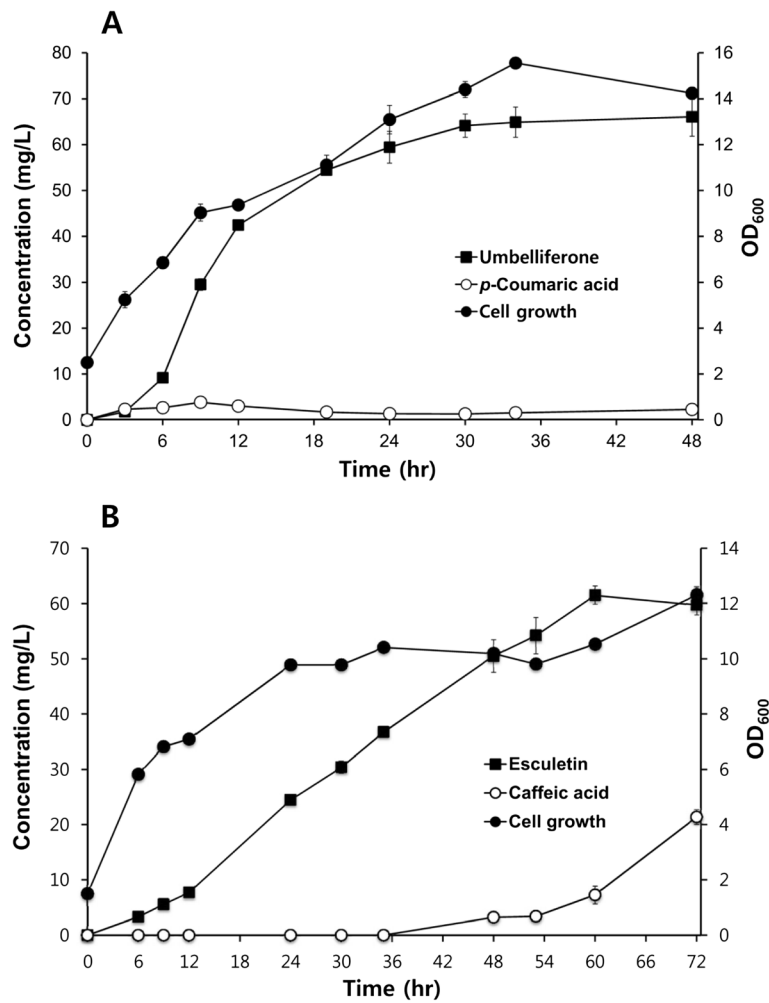 A
80
70
60
50
40
30
20
10
0
Concentration (mg/L)
16
14
12
10
8
6
4
2
0
OD600
Umbelliferone
p-Coumaric acid
Cell growth
0 6 12 18 24 30 36 42 48
Time (hr)
B
70
60
50
40
30
20
10
0
Concentration (mg/L)
14
12
10
8
6
4
2
0
OD600
Esculetin
Caffeic acid
Cell growth
0 6 12 18 24 30 36 42 48 54 60 66 72
Time (hr)